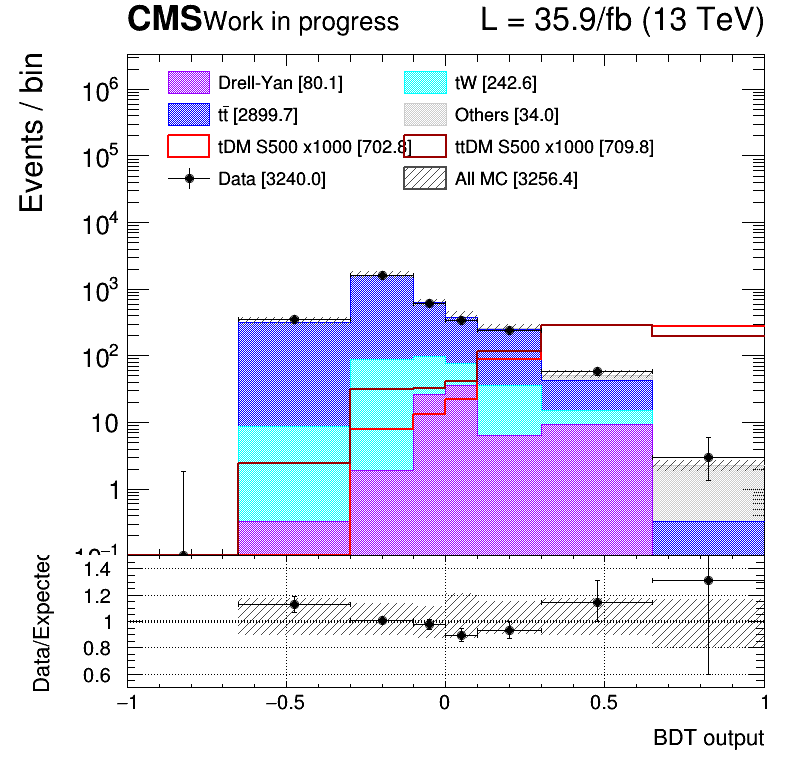 CMS Work in progress L = 35.9/fb (13 TeV)
Events / bin
Drell-Yan [80.1] tW [242.6]
tt̄ [2899.7] Others [34.0]
tDM S500 x1000 [702.8] ttDM S500 x1000 [709.8]
Data [3240.0] All MC [3256.4]
10⁶
10⁵
10⁴
10³
10²
10
1
10⁻¹
Data/Expected
1.4
1.2
1
0.8
0.6
−1 −0.5 0 0.5 1
BDT output